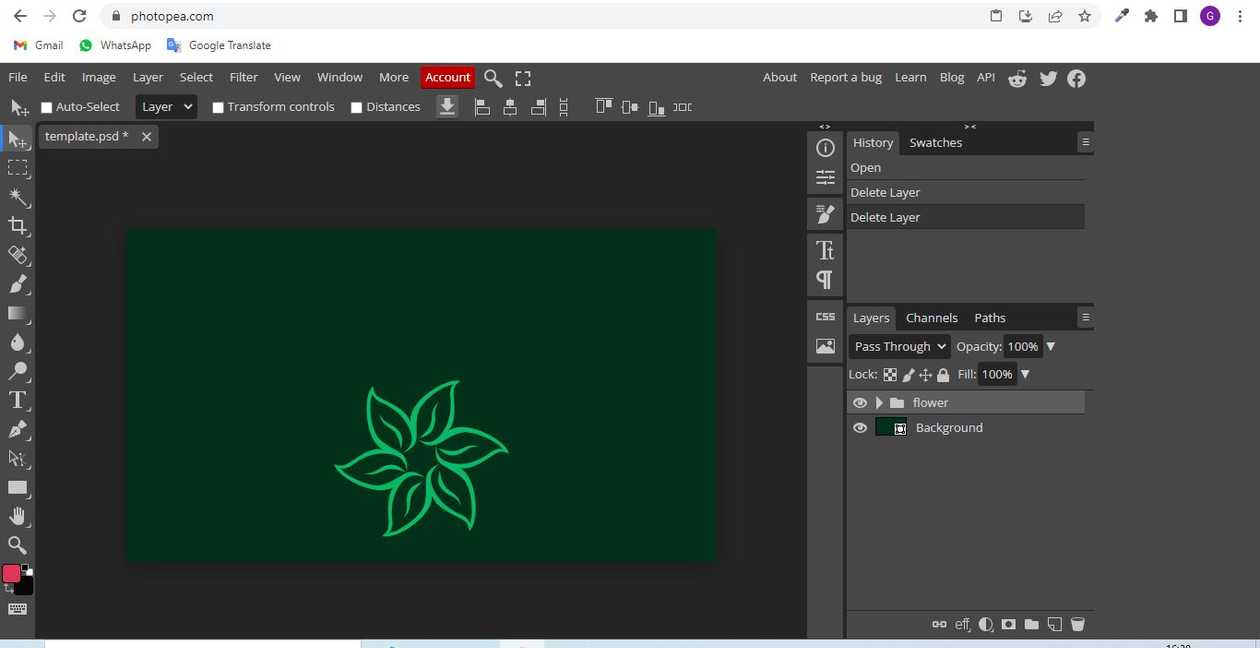 photopea.com
G
Gmail WhatsApp Google Translate
File Edit Image Layer Select Filter View Window More Account About Report a bug Learn Blog API
Auto-Select Layer Transform controls Distances
template.psd *
History Swatches
Open
Delete Layer
Delete Layer
CSS
Layers Channels Paths
Pass Through Opacity: 100%
Lock: Fill: 100%
flower
Background
eff